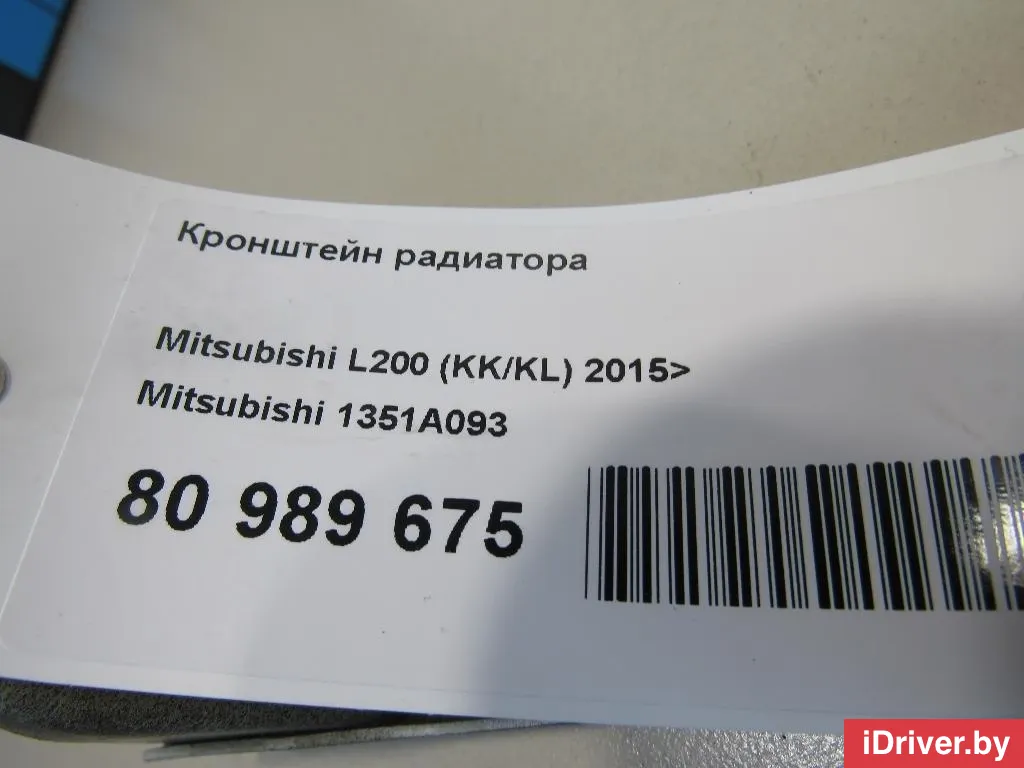 Кронштейн радиатора
Mitsubishi L200 (KK/KL) 2015>
Mitsubishi 1351A093
80 989 675
iDriver.by